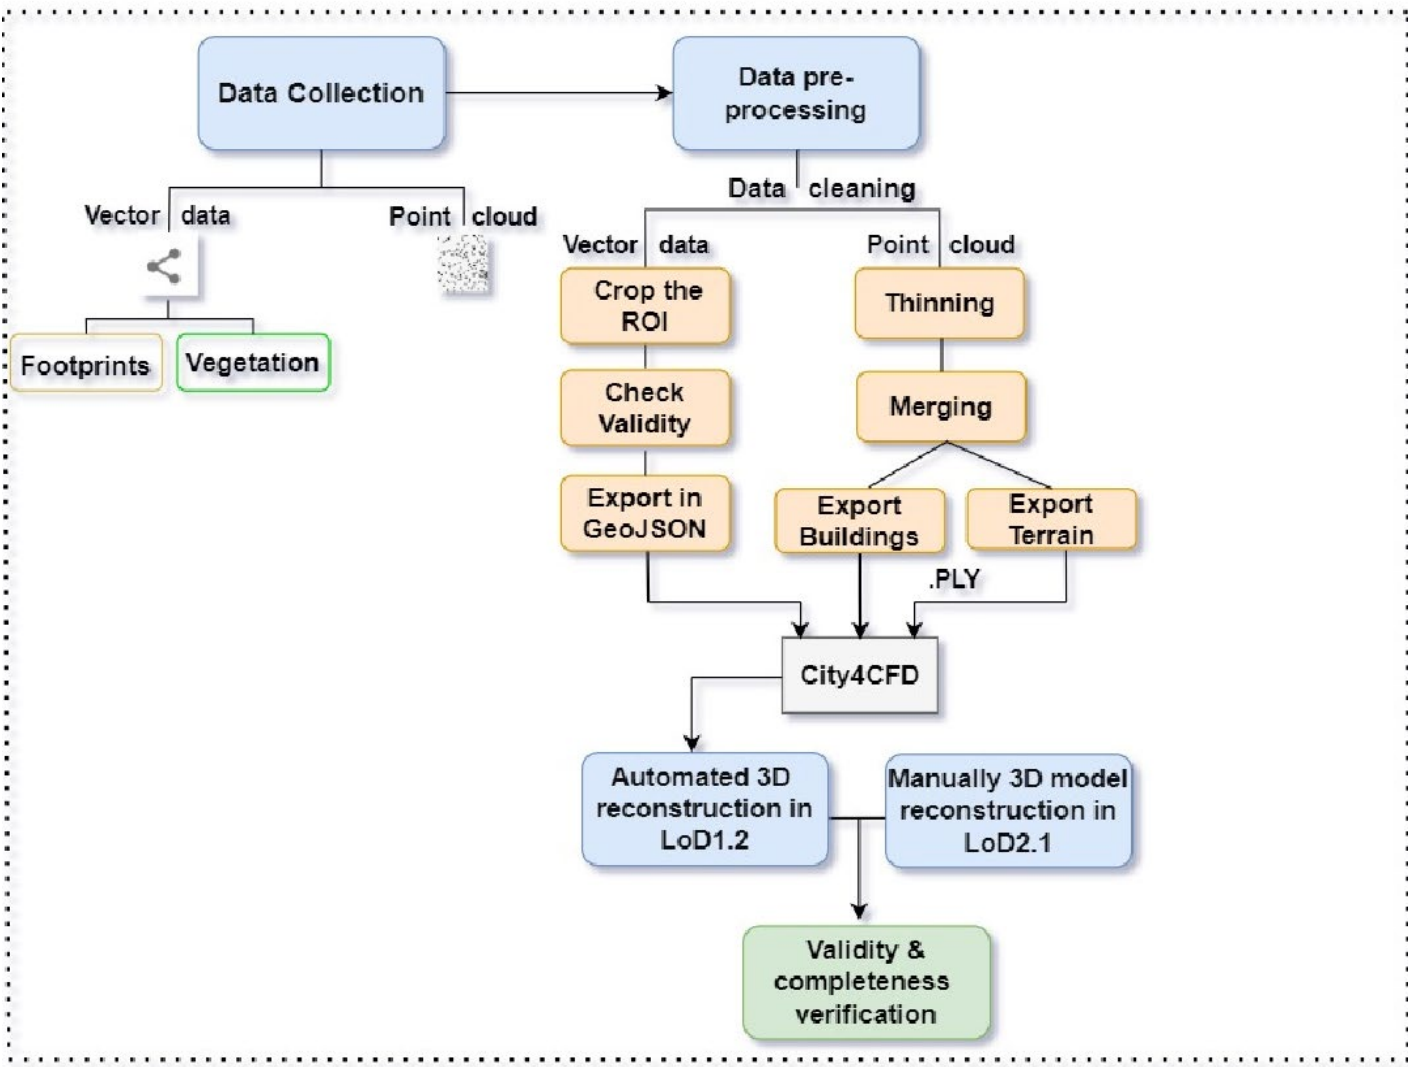 Data Collection
Data pre-
processing
Data cleaning
Vector data
Point cloud
Footprints
Vegetation
Vector data
Point cloud
Crop the
ROI
Thinning
Check
Validity
Merging
Export in
GeoJSON
Export
Buildings
Export
Terrain
.PLY
City4CFD
Automated 3D
reconstruction in
LoD1.2
Manually 3D model
reconstruction in
LoD2.1
Validity &
completeness
verification